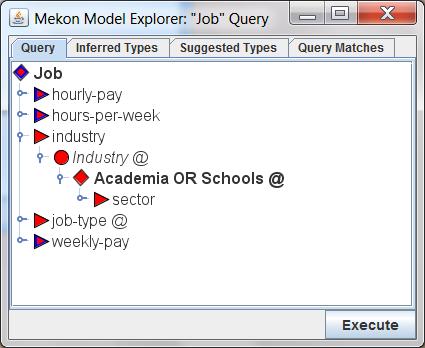 Mekon Model Explorer: "Job" Query
Query Inferred Types Suggested Types Query Matches
Job
hourly-pay
hours-per-week
industry
Industry @
Academia OR Schools @
sector
job-type @
weekly-pay
Execute